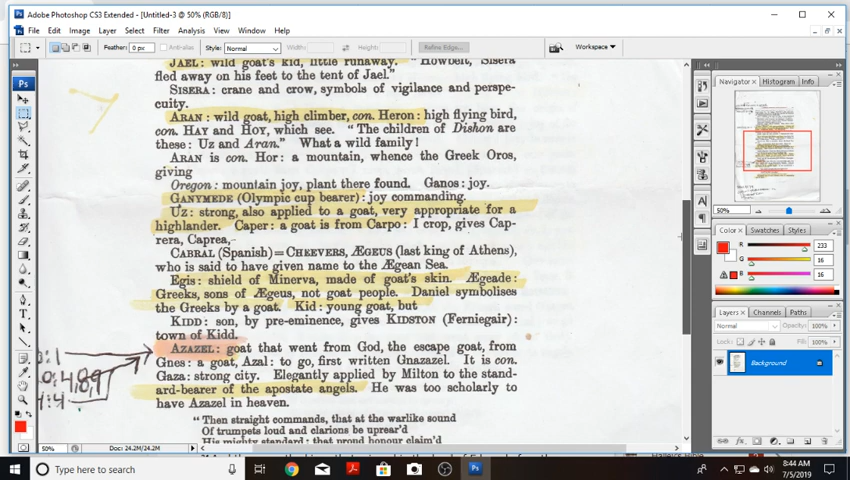 Adobe Photoshop CS3 Extended - [Untitled-3 @ 50% (RGB/8)]
File Edit Image Layer Select Filter Analysis View Window Help
Feather: 0 px Anti-alias Style: Normal Width: Height: Refine Edge... Workspace
JAEL: wild goat's kid, little runaway. "Howbeit, Sisera
fled away on his feet to the tent of Jael."
SISERA: crane and crow, symbols of vigilance and perspe-
cuity.
ARAN: wild goat, high climber, con. Heron: high flying bird,
con. HAY and HOY, which see. "The children of Dishon are
these: Uz and Aran." What a wild family!
ARAN is con. Hor: a mountain, whence the Greek Oros,
giving
Oregon: mountain joy, plant there found. Ganos: joy.
GANYMEDE (Olympic cup bearer): joy commanding.
UZ: strong, also applied to a goat, very appropriate for a
highlander. Caper: a goat is from Carpo: I crop, gives Cap-
rera, Caprea,
CABRAL (Spanish) = CHEEVERS, ÆGEUS (last king of Athens),
who is said to have given name to the Ægean Sea.
Egis: shield of Minerva, made of goat's skin. Ægeade:
Greeks, sons of Ægeus, not goat people. Daniel symbolises
the Greeks by a goat. Kid: young goat, but
KIDD: son, by pre-eminence, gives KIDSTON (Ferniegair):
town of Kidd.
AZAZEL: goat that went from God, the escape goat, from
Gnes: a goat, Azal: to go, first written Gnazazel. It is con.
Gaza: strong city. Elegantly applied by Milton to the stand-
ard-bearer of the apostate angels. He was too scholarly to
have Azazel in heaven.
"Then straight commands, that at the warlike sound
Of trumpets loud and clarions be uprear'd
His mighty standard: that proud honour claim'd
7
:1
:4,8,9
:4
Navigator Histogram Info
50%
Color Swatches Styles
R 233
G 16
B 16
Layers Channels Paths
Normal Opacity: 100%
Lock: Fill: 100%
Background
50% Doc: 24.2M/24.2M
Type here to search
8:44 AM
7/5/2019